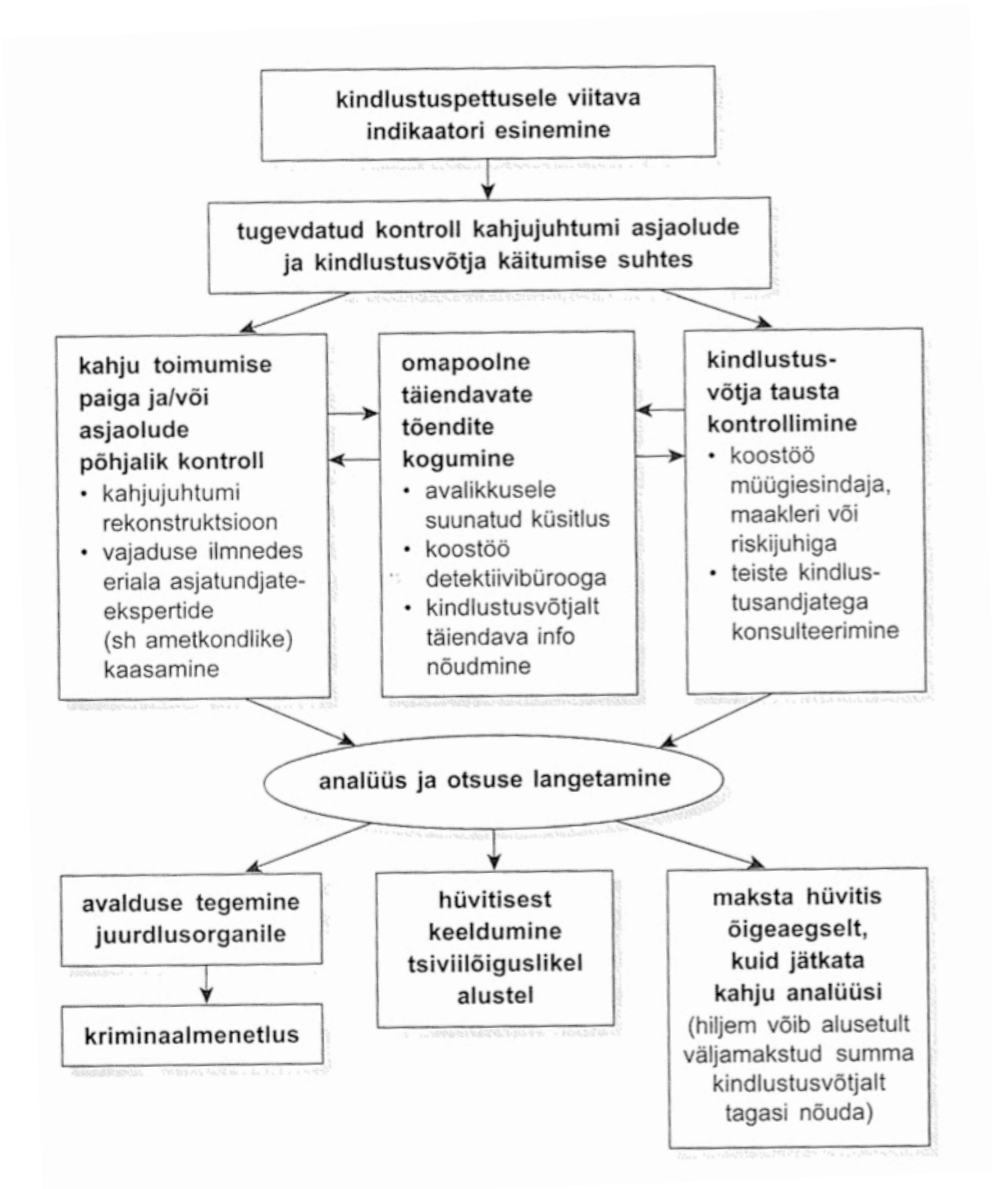 kindlustuspettusele viitava
indikaatori esinemine
tugevdatud kontroll kahjujuhtumi asjaolude
ja kindlustusvõtja käitumise suhtes
kahju toimumise
paiga ja/või
asjaolude
põhjalik kontroll
• kahjujuhtumi
rekonstruktsioon
• vajaduse ilmnedes
eriala asjatundjate-
ekspertide
(sh ametkondlike)
kaasamine
omapoolne
täiendavate
tõendite
kogumine
• avalikkusele
suunatud küsitlus
• koostöö
detektiivibürooga
• kindlustusvõtjalt
täiendava info
nõudmine
kindlustus-
võtja tausta
kontrollimine
• koostöö
müügiesindaja,
maakleri või
riskijuhiga
• teiste kindlus-
tusandjatega
konsulteerimine
analüüs ja otsuse langetamine
avalduse tegemine
juurdlusorganile
kriminaalmenetlus
hüvitisest
keeldumine
tsiviilõiguslikel
alustel
maksta hüvitis
õigeaegselt,
kuid jätkata
kahju analüüsi
(hiljem võib alusetult
väljamakstud summa
kindlustusvõtjalt
tagasi nõuda)